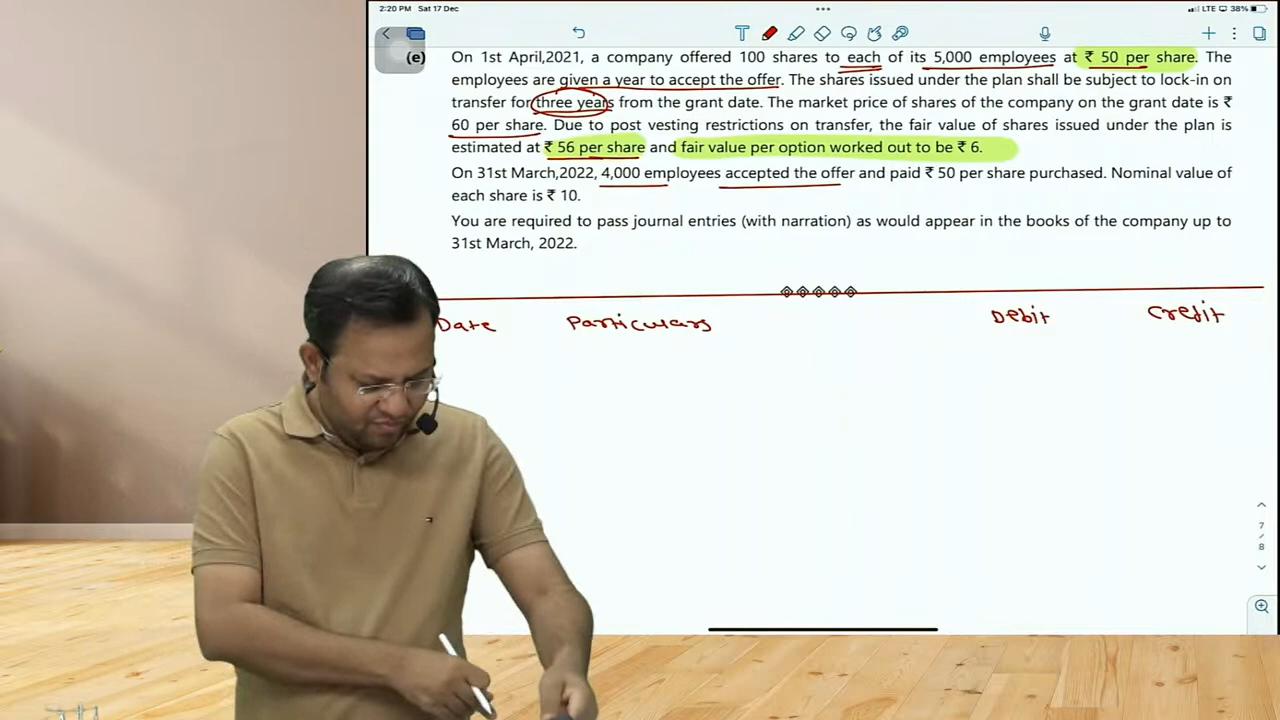 2:20 PM Sat 17 Dec
LTE 38%
(e) On 1st April,2021, a company offered 100 shares to each of its 5,000 employees at ₹ 50 per share. The
employees are given a year to accept the offer. The shares issued under the plan shall be subject to lock-in on
transfer for three years from the grant date. The market price of shares of the company on the grant date is ₹
60 per share. Due to post vesting restrictions on transfer, the fair value of shares issued under the plan is
estimated at ₹ 56 per share and fair value per option worked out to be ₹ 6.
On 31st March,2022, 4,000 employees accepted the offer and paid ₹ 50 per share purchased. Nominal value of
each share is ₹ 10.
You are required to pass journal entries (with narration) as would appear in the books of the company up to
31st March, 2022.
Date Particulars Debit Credit
7
/
8